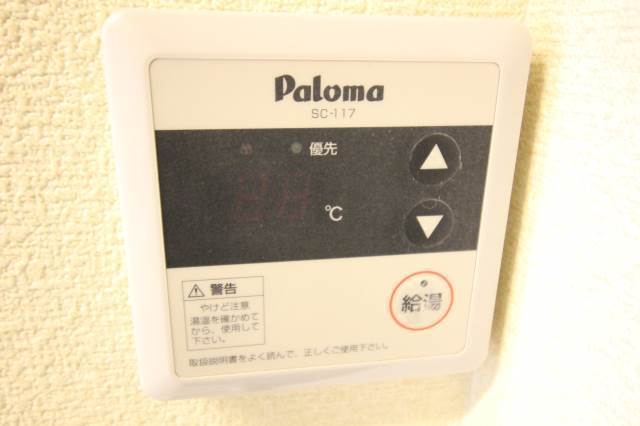 Paloma
SC-117
優先
℃
給湯
警告
やけど注意
湯温を確かめて
から、使用して
下さい。
取扱説明書をよく読んで、正しくご使用下さい。